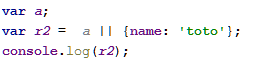 var a;
var r2 = a || {name: 'toto'};
console.log(r2);